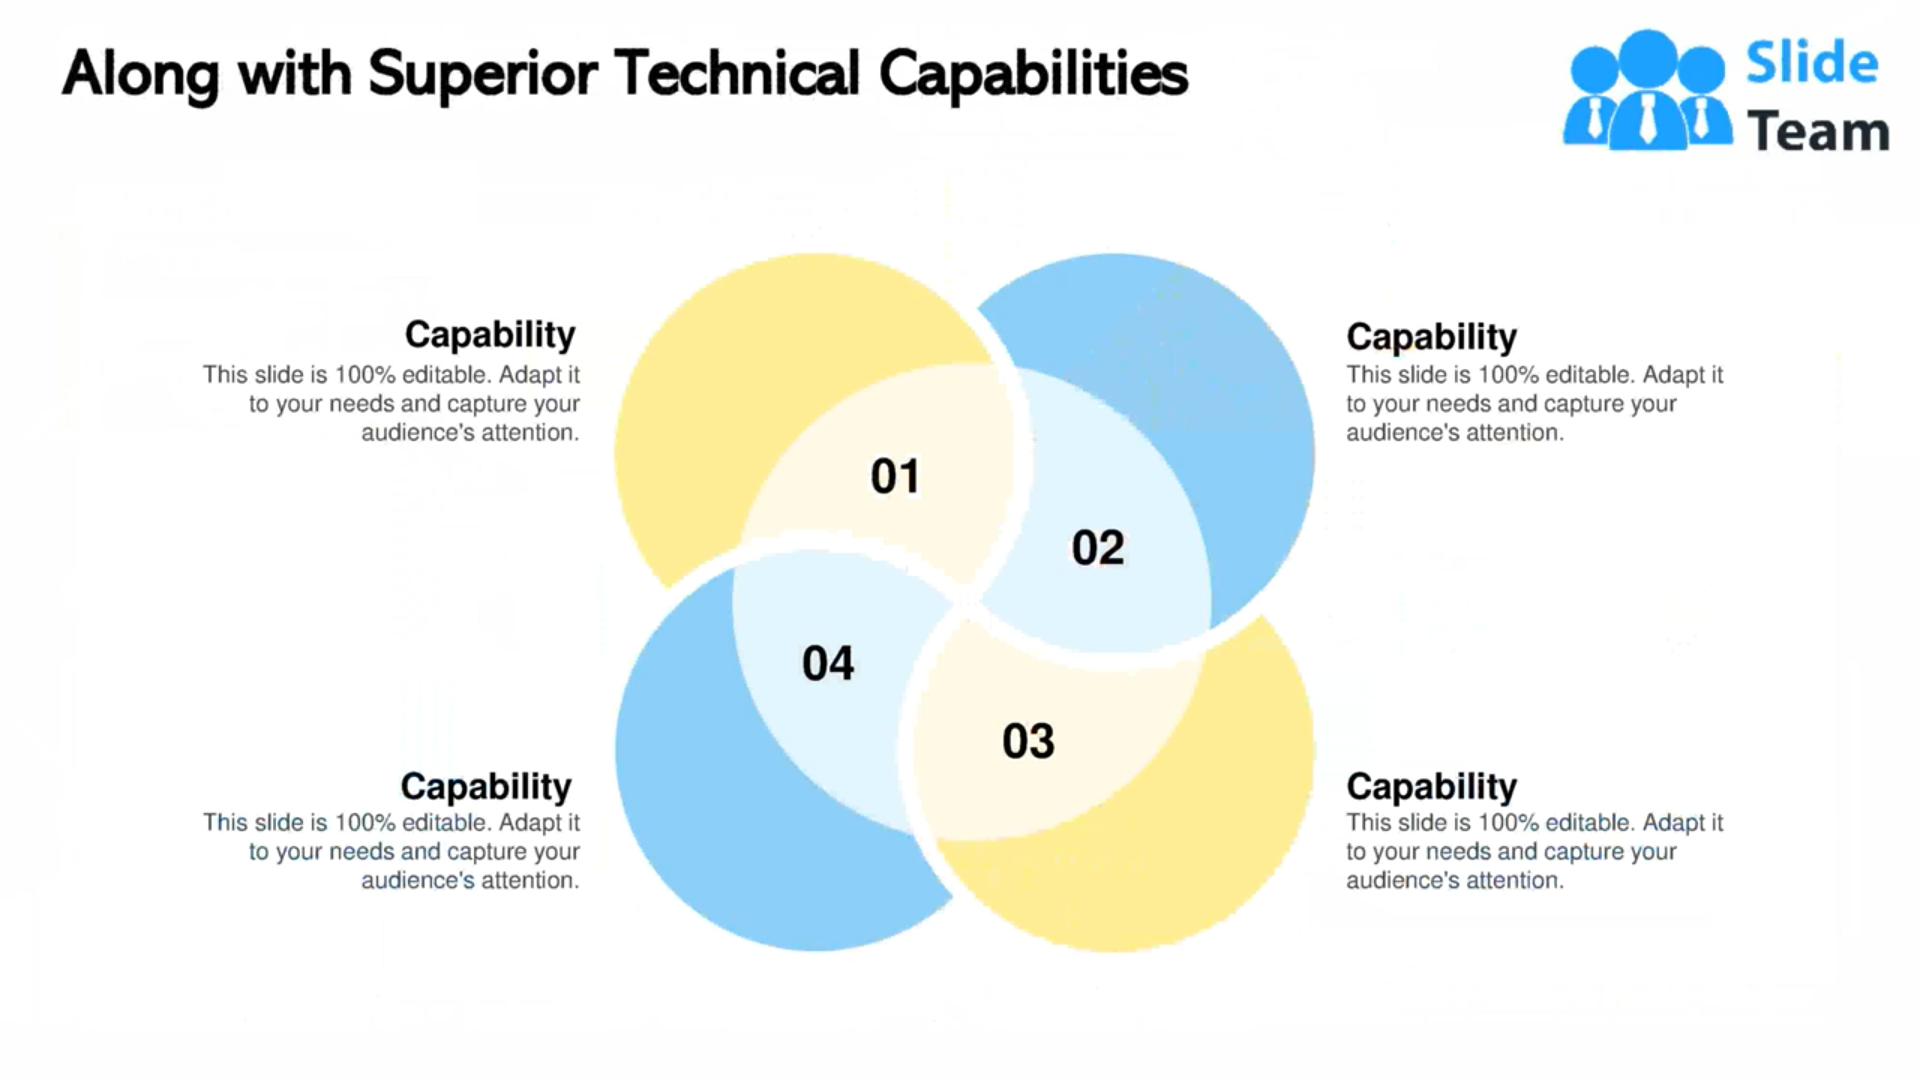 Along with Superior Technical Capabilities
Slide
Team
Capability
This slide is 100% editable. Adapt it
to your needs and capture your
audience's attention.
Capability
This slide is 100% editable. Adapt it
to your needs and capture your
audience's attention.
01
02
04
03
Capability
This slide is 100% editable. Adapt it
to your needs and capture your
audience's attention.
Capability
This slide is 100% editable. Adapt it
to your needs and capture your
audience's attention.